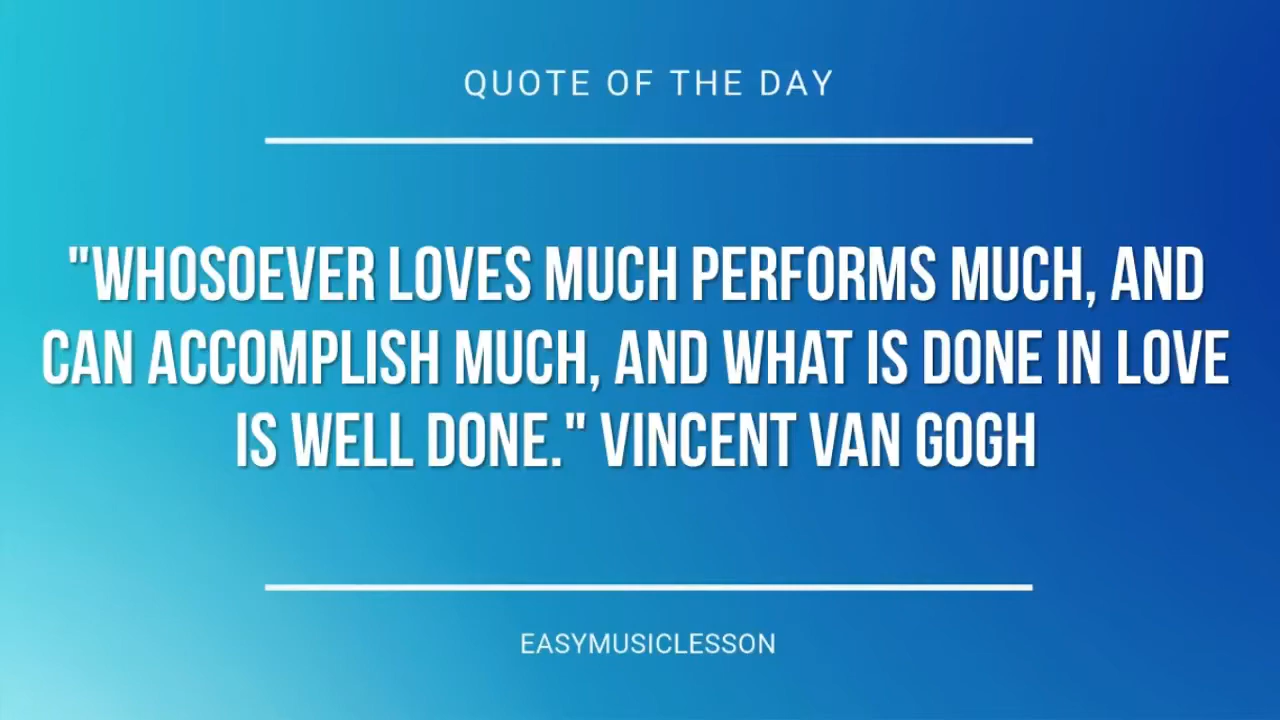 QUOTE OF THE DAY
"WHOSOEVER LOVES MUCH PERFORMS MUCH, AND
CAN ACCOMPLISH MUCH, AND WHAT IS DONE IN LOVE
IS WELL DONE." VINCENT VAN GOGH
EASYMUSICLESSON